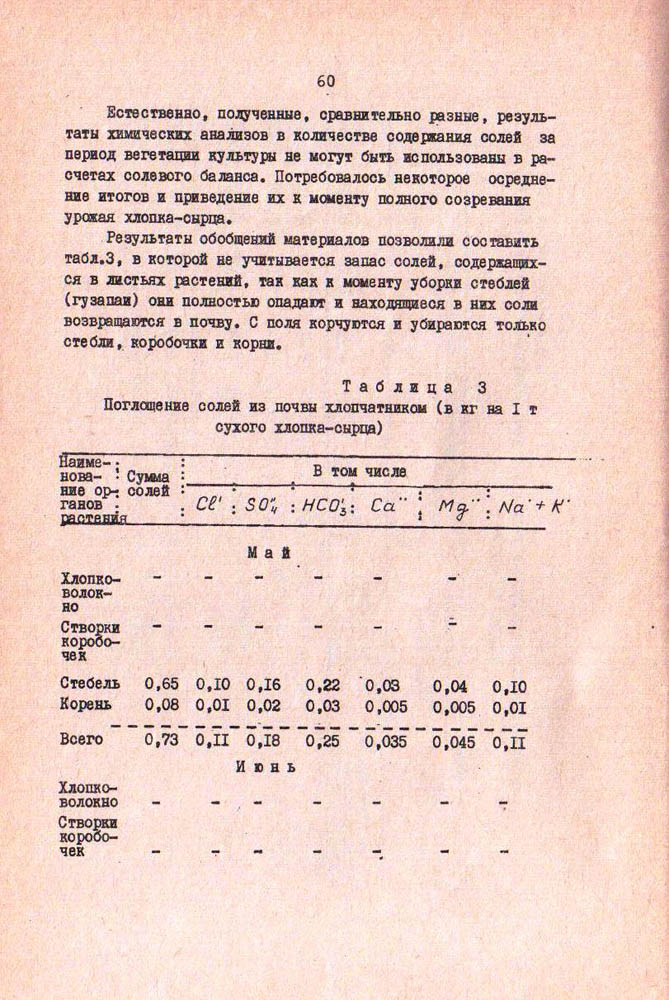 60
Естественно, полученные, сравнительно разные, резуль-
таты химических анализов в количестве содержания солей за
период вегетации культуры не могут быть использованы в ра-
счетах солевого баланса. Потребовалось некоторое осредне-
ние итогов и приведение их к моменту полного созревания
урожая хлопка-сырца.
Результаты обобщений материалов позволили составить
табл.3, в которой не учитывается запас солей, содержащих-
ся в листьях растений, так как к моменту уборки стеблей
(гузапаи) они полностью опадают и находящиеся в них соли
возвращаются в почву. С поля корчуются и убираются только
стебли, коробочки и корни.
Таблица 3
Поглощение солей из почвы хлопчатником (в кг на I т
сухого хлопка-сырца)
Наиме-
нова- : Сумма : В том числе
ние ор-: солей :
ганов : : Cl' : SO₄'' : HCO₃' : Ca¨ : Mg¨ : Na˙ + K˙
растения
Май
Хлопко- – – – – – – –
волок-
но
Створки – – – – – – –
коробо-
чек
Стебель 0,65 0,I0 0,I6 0,22 0,03 0,04 0,I0
Корень 0,08 0,0I 0,02 0,03 0,005 0,005 0,0I
Всего 0,73 0,II 0,I8 0,25 0,035 0,045 0,II
Июнь
Хлопко-
волокно – – – – – – –
Створки
коробо-
чек – – – – – – –